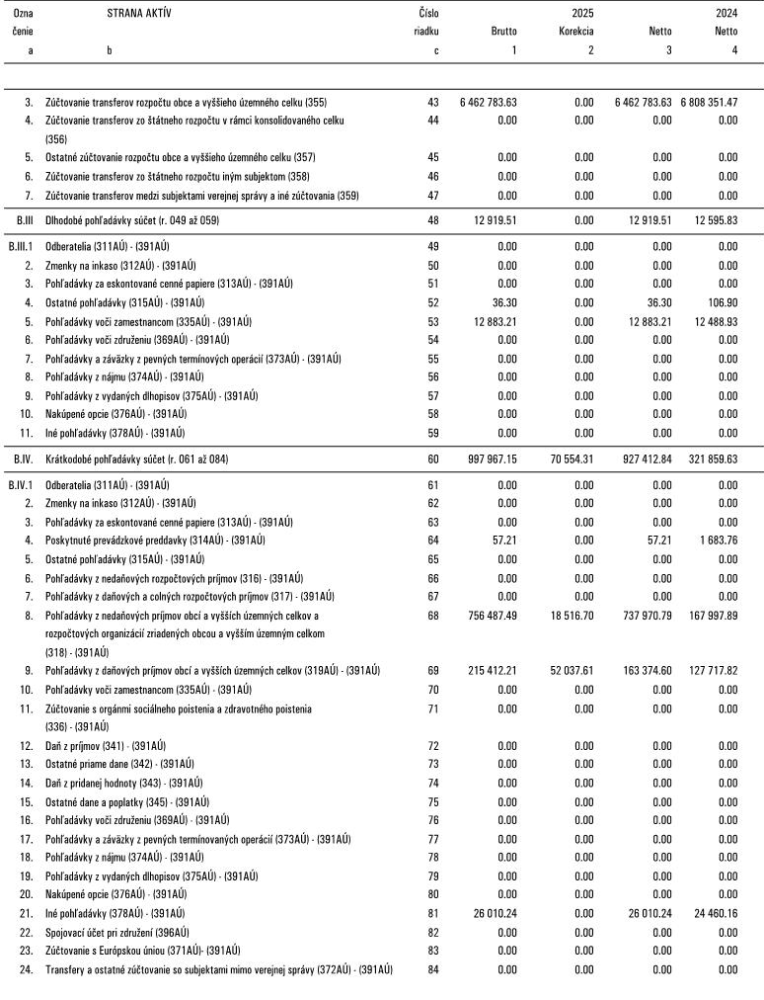 Ozna STRANA AKTÍV Číslo 2025 2024
čenie riadku Brutto Korekcia Netto Netto
a b c 1 2 3 4
3. Zúčtovanie transferov rozpočtu obce a vyššieho územného celku (355) 43 6 462 783.63 0.00 6 462 783.63 6 808 351.47
4. Zúčtovanie transferov zo štátneho rozpočtu v rámci konsolidovaného celku 44 0.00 0.00 0.00 0.00
(356)
5. Ostatné zúčtovanie rozpočtu obce a vyššieho územného celku (357) 45 0.00 0.00 0.00 0.00
6. Zúčtovanie transferov zo štátneho rozpočtu iným subjektom (358) 46 0.00 0.00 0.00 0.00
7. Zúčtovanie transferov medzi subjektami verejnej správy a iné zúčtovania (359) 47 0.00 0.00 0.00 0.00
B.III Dlhodobé pohľadávky súčet (r. 049 až 059) 48 12 919.51 0.00 12 919.51 12 595.83
B.III.1 Odberatelia (311AÚ) - (391AÚ) 49 0.00 0.00 0.00 0.00
2. Zmenky na inkaso (312AÚ) - (391AÚ) 50 0.00 0.00 0.00 0.00
3. Pohľadávky za eskontované cenné papiere (313AÚ) - (391AÚ) 51 0.00 0.00 0.00 0.00
4. Ostatné pohľadávky (315AÚ) - (391AÚ) 52 36.30 0.00 36.30 106.90
5. Pohľadávky voči zamestnancom (335AÚ) - (391AÚ) 53 12 883.21 0.00 12 883.21 12 488.93
6. Pohľadávky voči združeniu (369AÚ) - (391AÚ) 54 0.00 0.00 0.00 0.00
7. Pohľadávky a záväzky z pevných termínových operácií (373AÚ) - (391AÚ) 55 0.00 0.00 0.00 0.00
8. Pohľadávky z nájmu (374AÚ) - (391AÚ) 56 0.00 0.00 0.00 0.00
9. Pohľadávky z vydaných dlhopisov (375AÚ) - (391AÚ) 57 0.00 0.00 0.00 0.00
10. Nakúpené opcie (376AÚ) - (391AÚ) 58 0.00 0.00 0.00 0.00
11. Iné pohľadávky (378AÚ) - (391AÚ) 59 0.00 0.00 0.00 0.00
B.IV. Krátkodobé pohľadávky súčet (r. 061 až 084) 60 997 967.15 70 554.31 927 412.84 321 859.63
B.IV.1 Odberatelia (311AÚ) - (391AÚ) 61 0.00 0.00 0.00 0.00
2. Zmenky na inkaso (312AÚ) - (391AÚ) 62 0.00 0.00 0.00 0.00
3. Pohľadávky za eskontované cenné papiere (313AÚ) - (391AÚ) 63 0.00 0.00 0.00 0.00
4. Poskytnuté prevádzkové preddavky (314AÚ) - (391AÚ) 64 57.21 0.00 57.21 1 683.76
5. Ostatné pohľadávky (315AÚ) - (391AÚ) 65 0.00 0.00 0.00 0.00
6. Pohľadávky z nedaňových rozpočtových príjmov (316) - (391AÚ) 66 0.00 0.00 0.00 0.00
7. Pohľadávky z daňových a colných rozpočtových príjmov (317) - (391AÚ) 67 0.00 0.00 0.00 0.00
8. Pohľadávky z nedaňových príjmov obcí a vyšších územných celkov a 68 756 487.49 18 516.70 737 970.79 167 997.89
rozpočtových organizácií zriadených obcou a vyšším územným celkom
(318) - (391AÚ)
9. Pohľadávky z daňových príjmov obcí a vyšších územných celkov (319AÚ) - (391AÚ) 69 215 412.21 52 037.61 163 374.60 127 717.82
10. Pohľadávky voči zamestnancom (335AÚ) - (391AÚ) 70 0.00 0.00 0.00 0.00
11. Zúčtovanie s orgánmi sociálneho poistenia a zdravotného poistenia 71 0.00 0.00 0.00 0.00
(336) - (391AÚ)
12. Daň z príjmov (341) - (391AÚ) 72 0.00 0.00 0.00 0.00
13. Ostatné priame dane (342) - (391AÚ) 73 0.00 0.00 0.00 0.00
14. Daň z pridanej hodnoty (343) - (391AÚ) 74 0.00 0.00 0.00 0.00
15. Ostatné dane a poplatky (345) - (391AÚ) 75 0.00 0.00 0.00 0.00
16. Pohľadávky voči združeniu (369AÚ) - (391AÚ) 76 0.00 0.00 0.00 0.00
17. Pohľadávky a záväzky z pevných termínovaných operácií (373AÚ) - (391AÚ) 77 0.00 0.00 0.00 0.00
18. Pohľadávky z nájmu (374AÚ) - (391AÚ) 78 0.00 0.00 0.00 0.00
19. Pohľadávky z vydaných dlhopisov (375AÚ) - (391AÚ) 79 0.00 0.00 0.00 0.00
20. Nakúpené opcie (376AÚ) - (391AÚ) 80 0.00 0.00 0.00 0.00
21. Iné pohľadávky (378AÚ) - (391AÚ) 81 26 010.24 0.00 26 010.24 24 460.16
22. Spojovací účet pri združení (396AÚ) 82 0.00 0.00 0.00 0.00
23. Zúčtovanie s Európskou úniou (371AÚ)- (391AÚ) 83 0.00 0.00 0.00 0.00
24. Transfery a ostatné zúčtovanie so subjektami mimo verejnej správy (372AÚ) - (391AÚ) 84 0.00 0.00 0.00 0.00